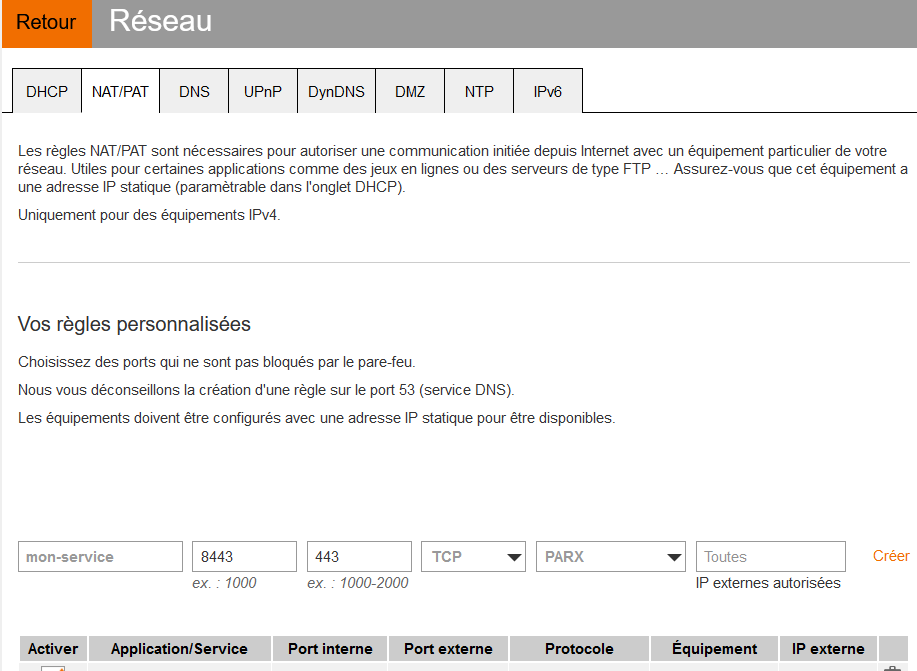 Retour Réseau
DHCP NAT/PAT DNS UPnP DynDNS DMZ NTP IPv6
Les règles NAT/PAT sont nécessaires pour autoriser une communication initiée depuis Internet avec un équipement particulier de votre
réseau. Utiles pour certaines applications comme des jeux en lignes ou des serveurs de type FTP … Assurez-vous que cet équipement a
une adresse IP statique (paramètrable dans l'onglet DHCP).
Uniquement pour des équipements IPv4.
Vos règles personnalisées
Choisissez des ports qui ne sont pas bloqués par le pare-feu.
Nous vous déconseillons la création d'une règle sur le port 53 (service DNS).
Les équipements doivent être configurés avec une adresse IP statique pour être disponibles.
mon-service 8443 443 TCP PARX Toutes Créer
ex. : 1000 ex. : 1000-2000 IP externes autorisées
Activer Application/Service Port interne Port externe Protocole Équipement IP externe